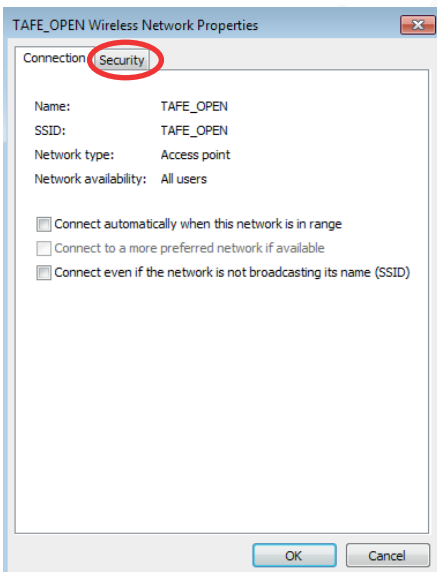 TAFE_OPEN Wireless Network Properties
Connection Security
Name: TAFE_OPEN
SSID: TAFE_OPEN
Network type: Access point
Network availability: All users
Connect automatically when this network is in range
Connect to a more preferred network if available
Connect even if the network is not broadcasting its name (SSID)
OK Cancel